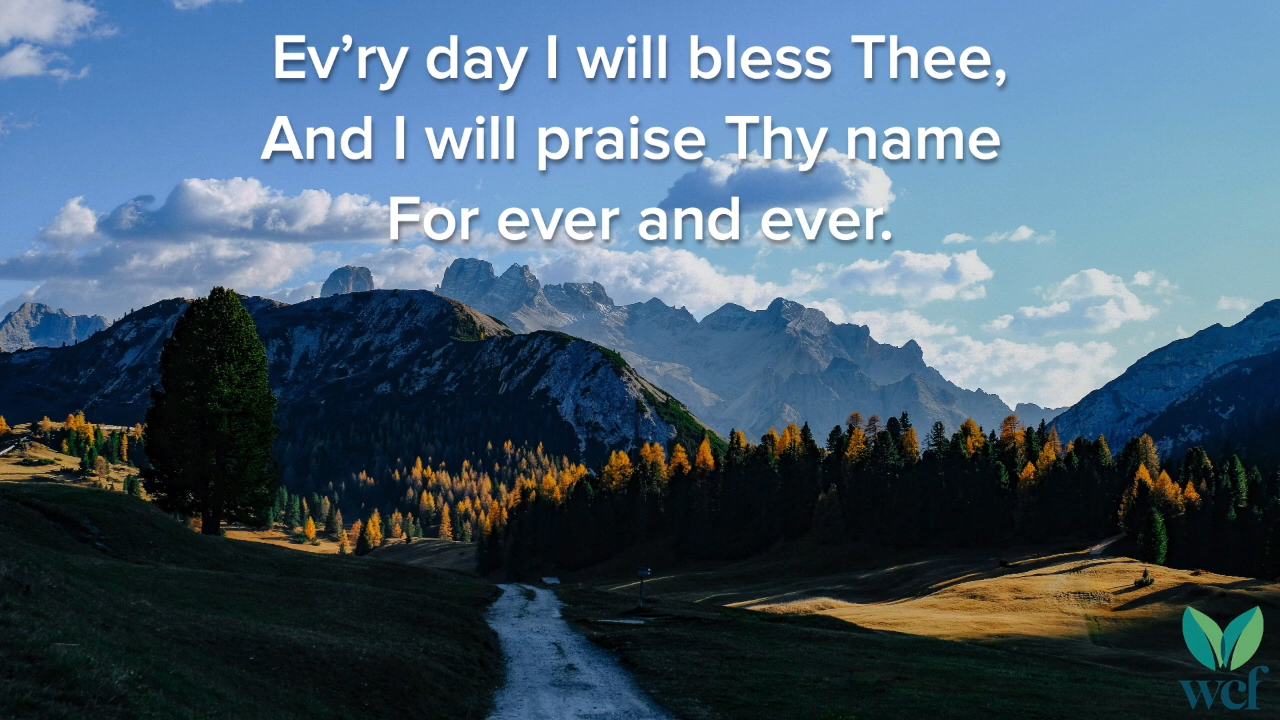 Ev’ry day I will bless Thee,
And I will praise Thy name
For ever and ever.
wcf